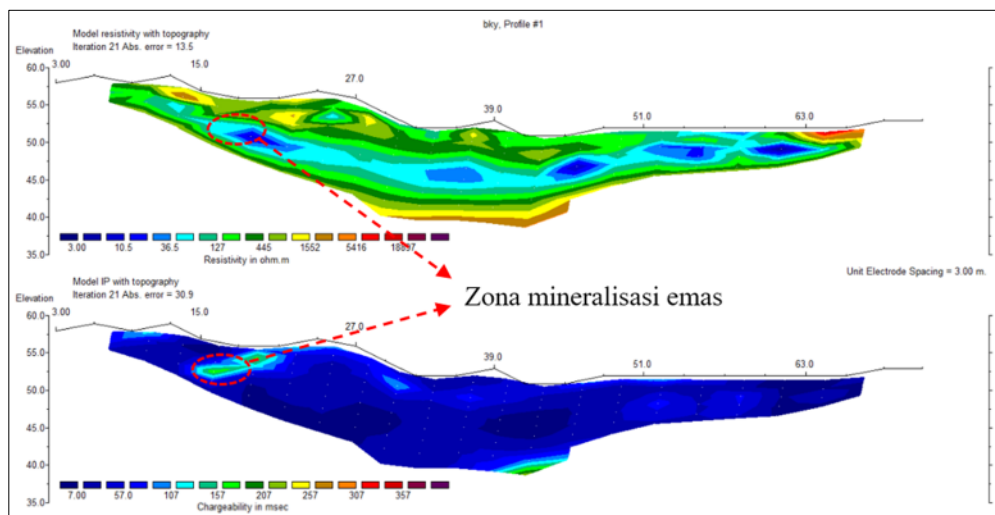 bky, Profile #1
Model resistivity with topography
Iteration 21 Abs. error = 13.5
Elevation
60.0 3.00 15.0 27.0
55.0 39.0
51.0 63.0
50.0
45.0
40.0
35.0
3.00 10.5 36.5 127 445 1552 5416 18897
Resistivity in ohm.m
Unit Electrode Spacing = 3.00 m.
Model IP with topography
Iteration 21 Abs. error = 30.9
Zona mineralisasi emas
Elevation
60.0 3.00 15.0 27.0
55.0 39.0
51.0 63.0
50.0
45.0
40.0
35.0
7.00 57.0 107 157 207 257 307 357
Chargeability in msec